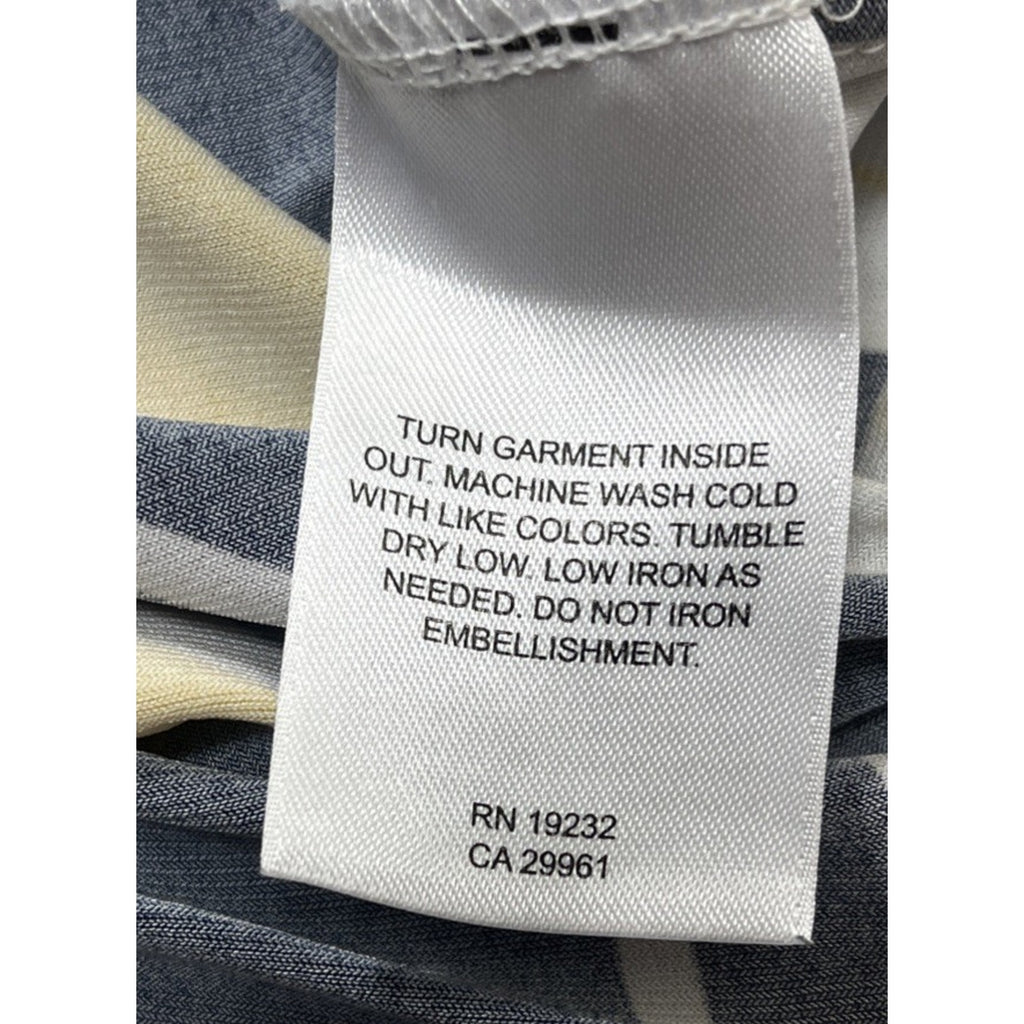 TURN GARMENT INSIDE
OUT. MACHINE WASH COLD
WITH LIKE COLORS. TUMBLE
DRY LOW. LOW IRON AS
NEEDED. DO NOT IRON
EMBELLISHMENT.
RN 19232
CA 29961